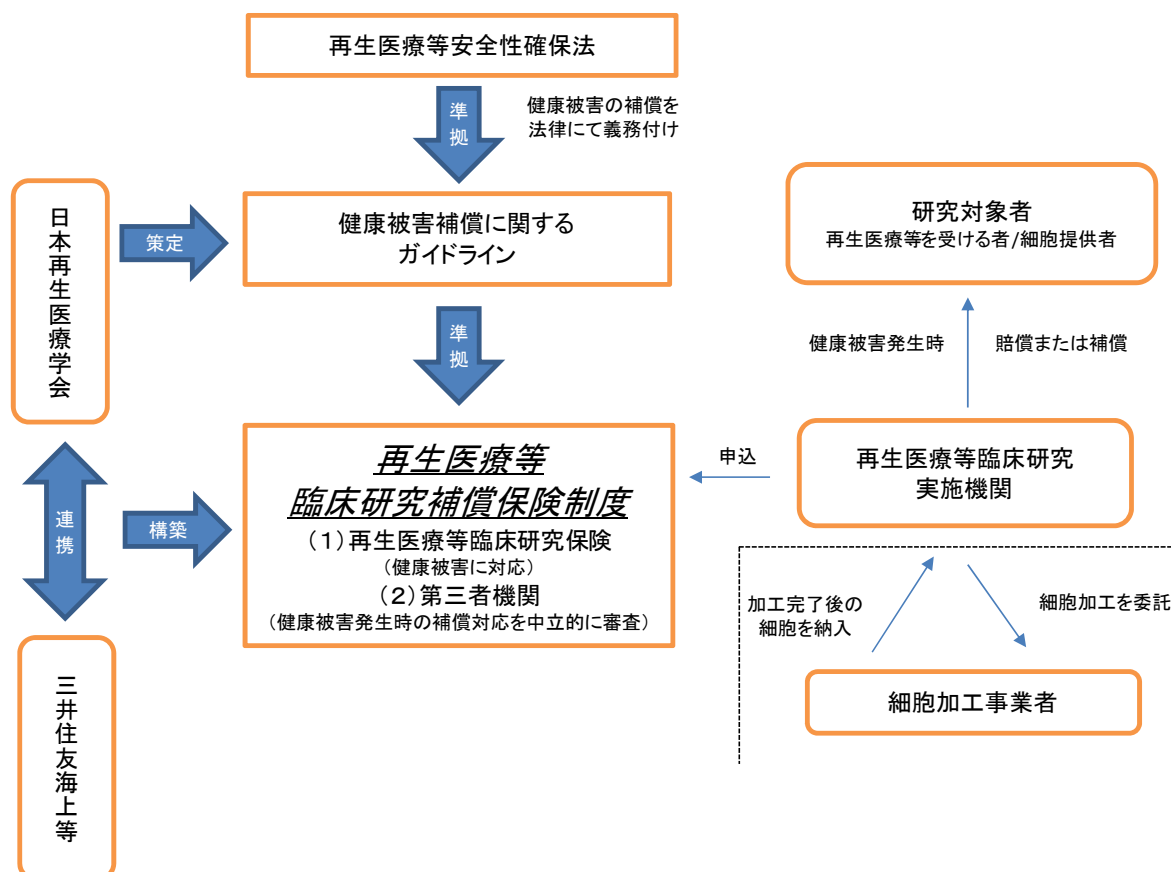 再生医療等安全性確保法
準拠
健康被害の補償を
法律にて義務付け
日本再生医療学会
策定
健康被害補償に関する
ガイドライン
研究対象者
再生医療等を受ける者/細胞提供者
準拠
健康被害発生時
賠償または補償
連携
構築
再生医療等
臨床研究補償保険制度
（１）再生医療等臨床研究保険
（健康被害に対応）
（２）第三者機関
（健康被害発生時の補償対応を中立的に審査）
申込
再生医療等臨床研究
実施機関
加工完了後の
細胞を納入
細胞加工を委託
細胞加工事業者
三井住友海上等